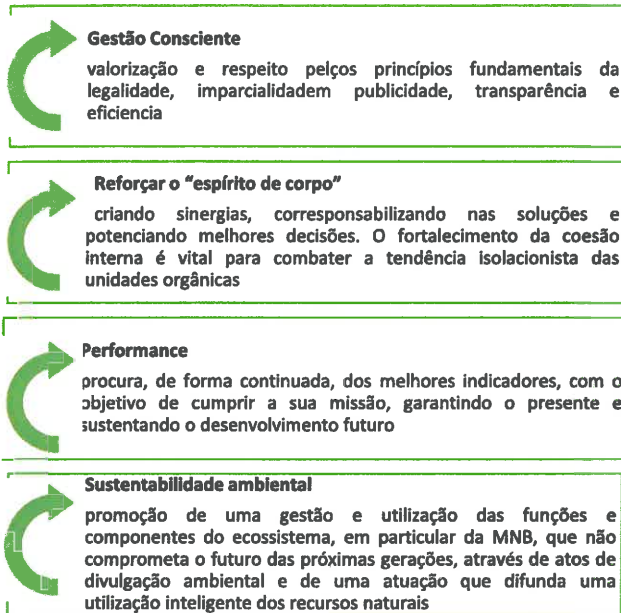 Gestão Consciente
valorização e respeito pelços princípios fundamentais da
legalidade, imparcialidadem publicidade, transparência e
eficiencia
Reforçar o "espírito de corpo"
criando sinergias, corresponsabilizando nas soluções e
potenciando melhores decisões. O fortalecimento da coesão
interna é vital para combater a tendência isolacionista das
unidades orgânicas
Performance
procura, de forma continuada, dos melhores indicadores, com o
objetivo de cumprir a sua missão, garantindo o presente e
sustentando o desenvolvimento futuro
Sustentabilidade ambiental
promoção de uma gestão e utilização das funções e
componentes do ecossistema, em particular da MNB, que não
comprometa o futuro das próximas gerações, através de atos de
divulgação ambiental e de uma atuação que difunda uma
utilização inteligente dos recursos naturais